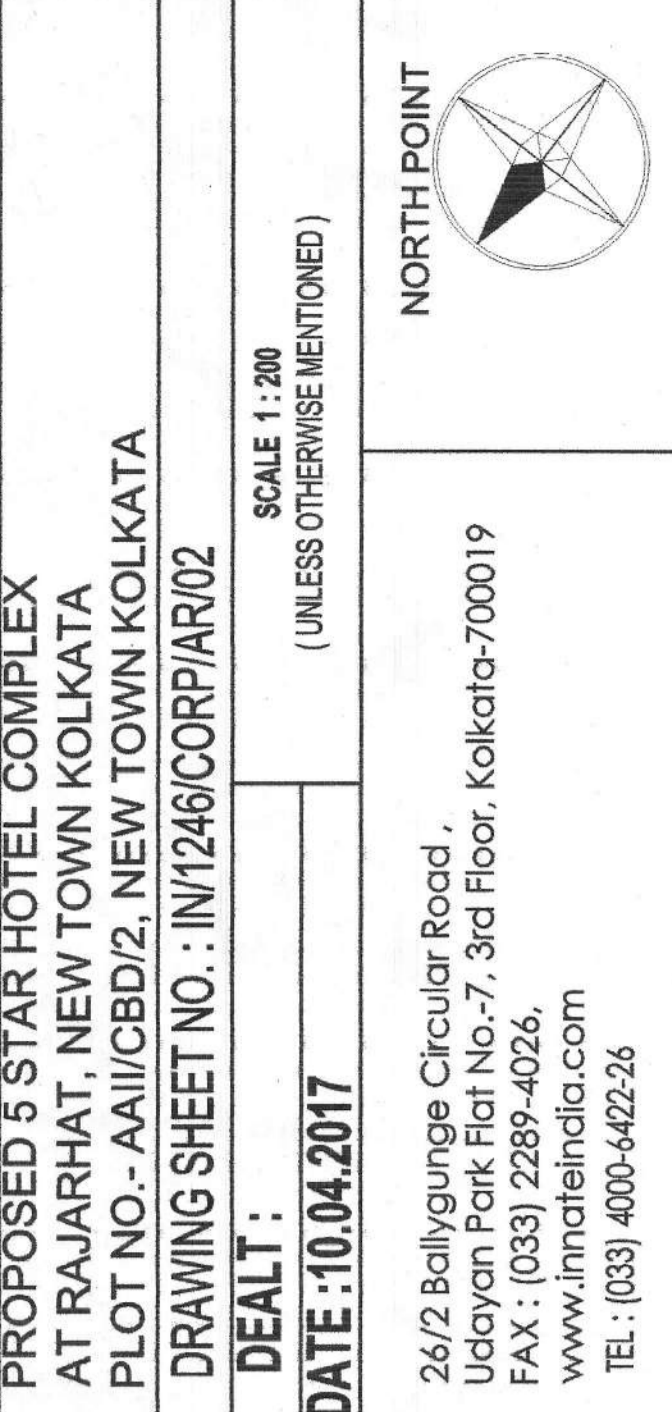 PROPOSED 5 STAR HOTEL COMPLEX
AT RAJARHAT, NEW TOWN KOLKATA
PLOT NO.- AAII/CBD/2, NEW TOWN KOLKATA
DRAWING SHEET NO. : IN/1246/CORP/AR/02
DEALT :
DATE :10.04.2017
SCALE 1 : 200
( UNLESS OTHERWISE MENTIONED )
26/2 Ballygunge Circular Road ,
Udayan Park Flat No.-7, 3rd Floor, Kolkata-700019
FAX : (033) 2289-4026,
www.innateindia.com
TEL : (033) 4000-6422-26
NORTH POINT